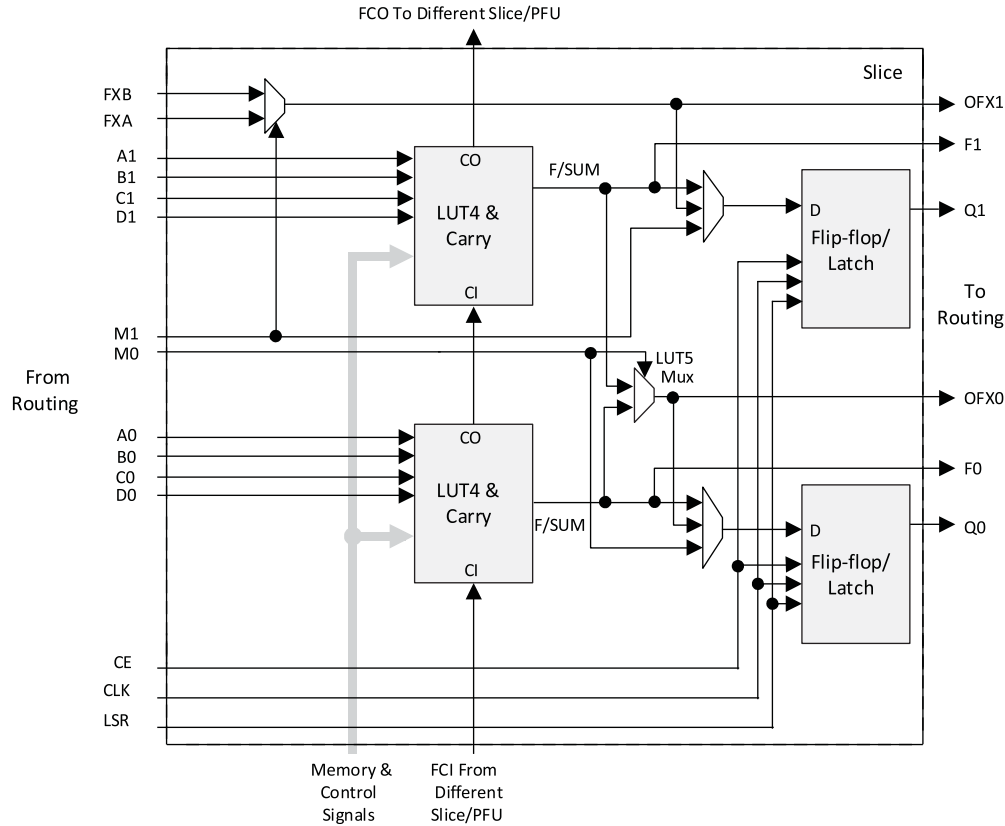 FCO To Different Slice/PFU
Slice
FXB
FXA
OFX1
F1
A1
B1
C1
D1
CO
LUT4 &
Carry
CI
F/SUM
D
Flip-flop/
Latch
Q1
To
Routing
M1
M0
From
Routing
LUT5
Mux
OFX0
A0
B0
C0
D0
CO
LUT4 &
Carry
CI
F/SUM
F0
D
Flip-flop/
Latch
Q0
CE
CLK
LSR
Memory &
Control
Signals
FCI From
Different
Slice/PFU